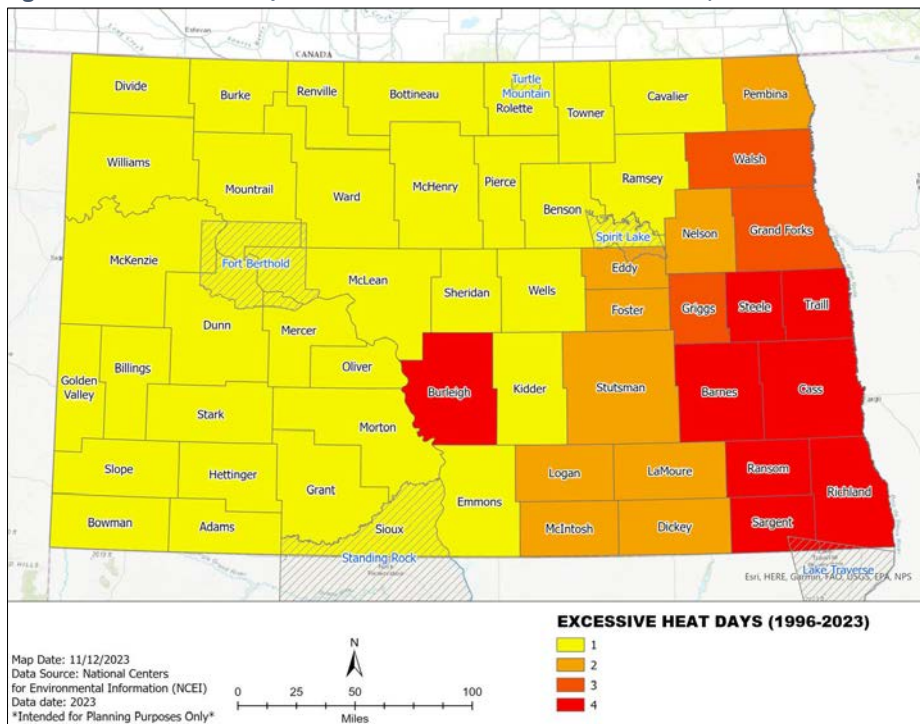 CANADA
Estevan
Divide
Burke
Renville
Bottineau
Turtle
Mountain
Rolette
Towner
Cavalier
Pembina
Williams
Mountrail
Ward
McHenry
Pierce
Benson
Ramsey
Walsh
Spirit Lake
Nelson
Grand Forks
McKenzie
Fort Berthold
McLean
Sheridan
Wells
Eddy
Foster
Griggs
Steele
Traill
Dunn
Mercer
Oliver
Burleigh
Kidder
Stutsman
Barnes
Cass
Golden
Valley
Billings
Stark
Morton
Slope
Hettinger
Grant
Emmons
Logan
LaMoure
Ransom
Richland
Bowman
Adams
Sioux
McIntosh
Dickey
Sargent
Standing Rock
Lake Traverse
Esri, HERE, Garmin, FAO, USGS, EPA, NPS
EXCESSIVE HEAT DAYS (1996-2023)
1
2
3
4
Map Date: 11/12/2023
Data Source: National Centers
for Environmental Information (NCEI)
Data date: 2023
*Intended for Planning Purposes Only*
N
0 25 50 100
Miles